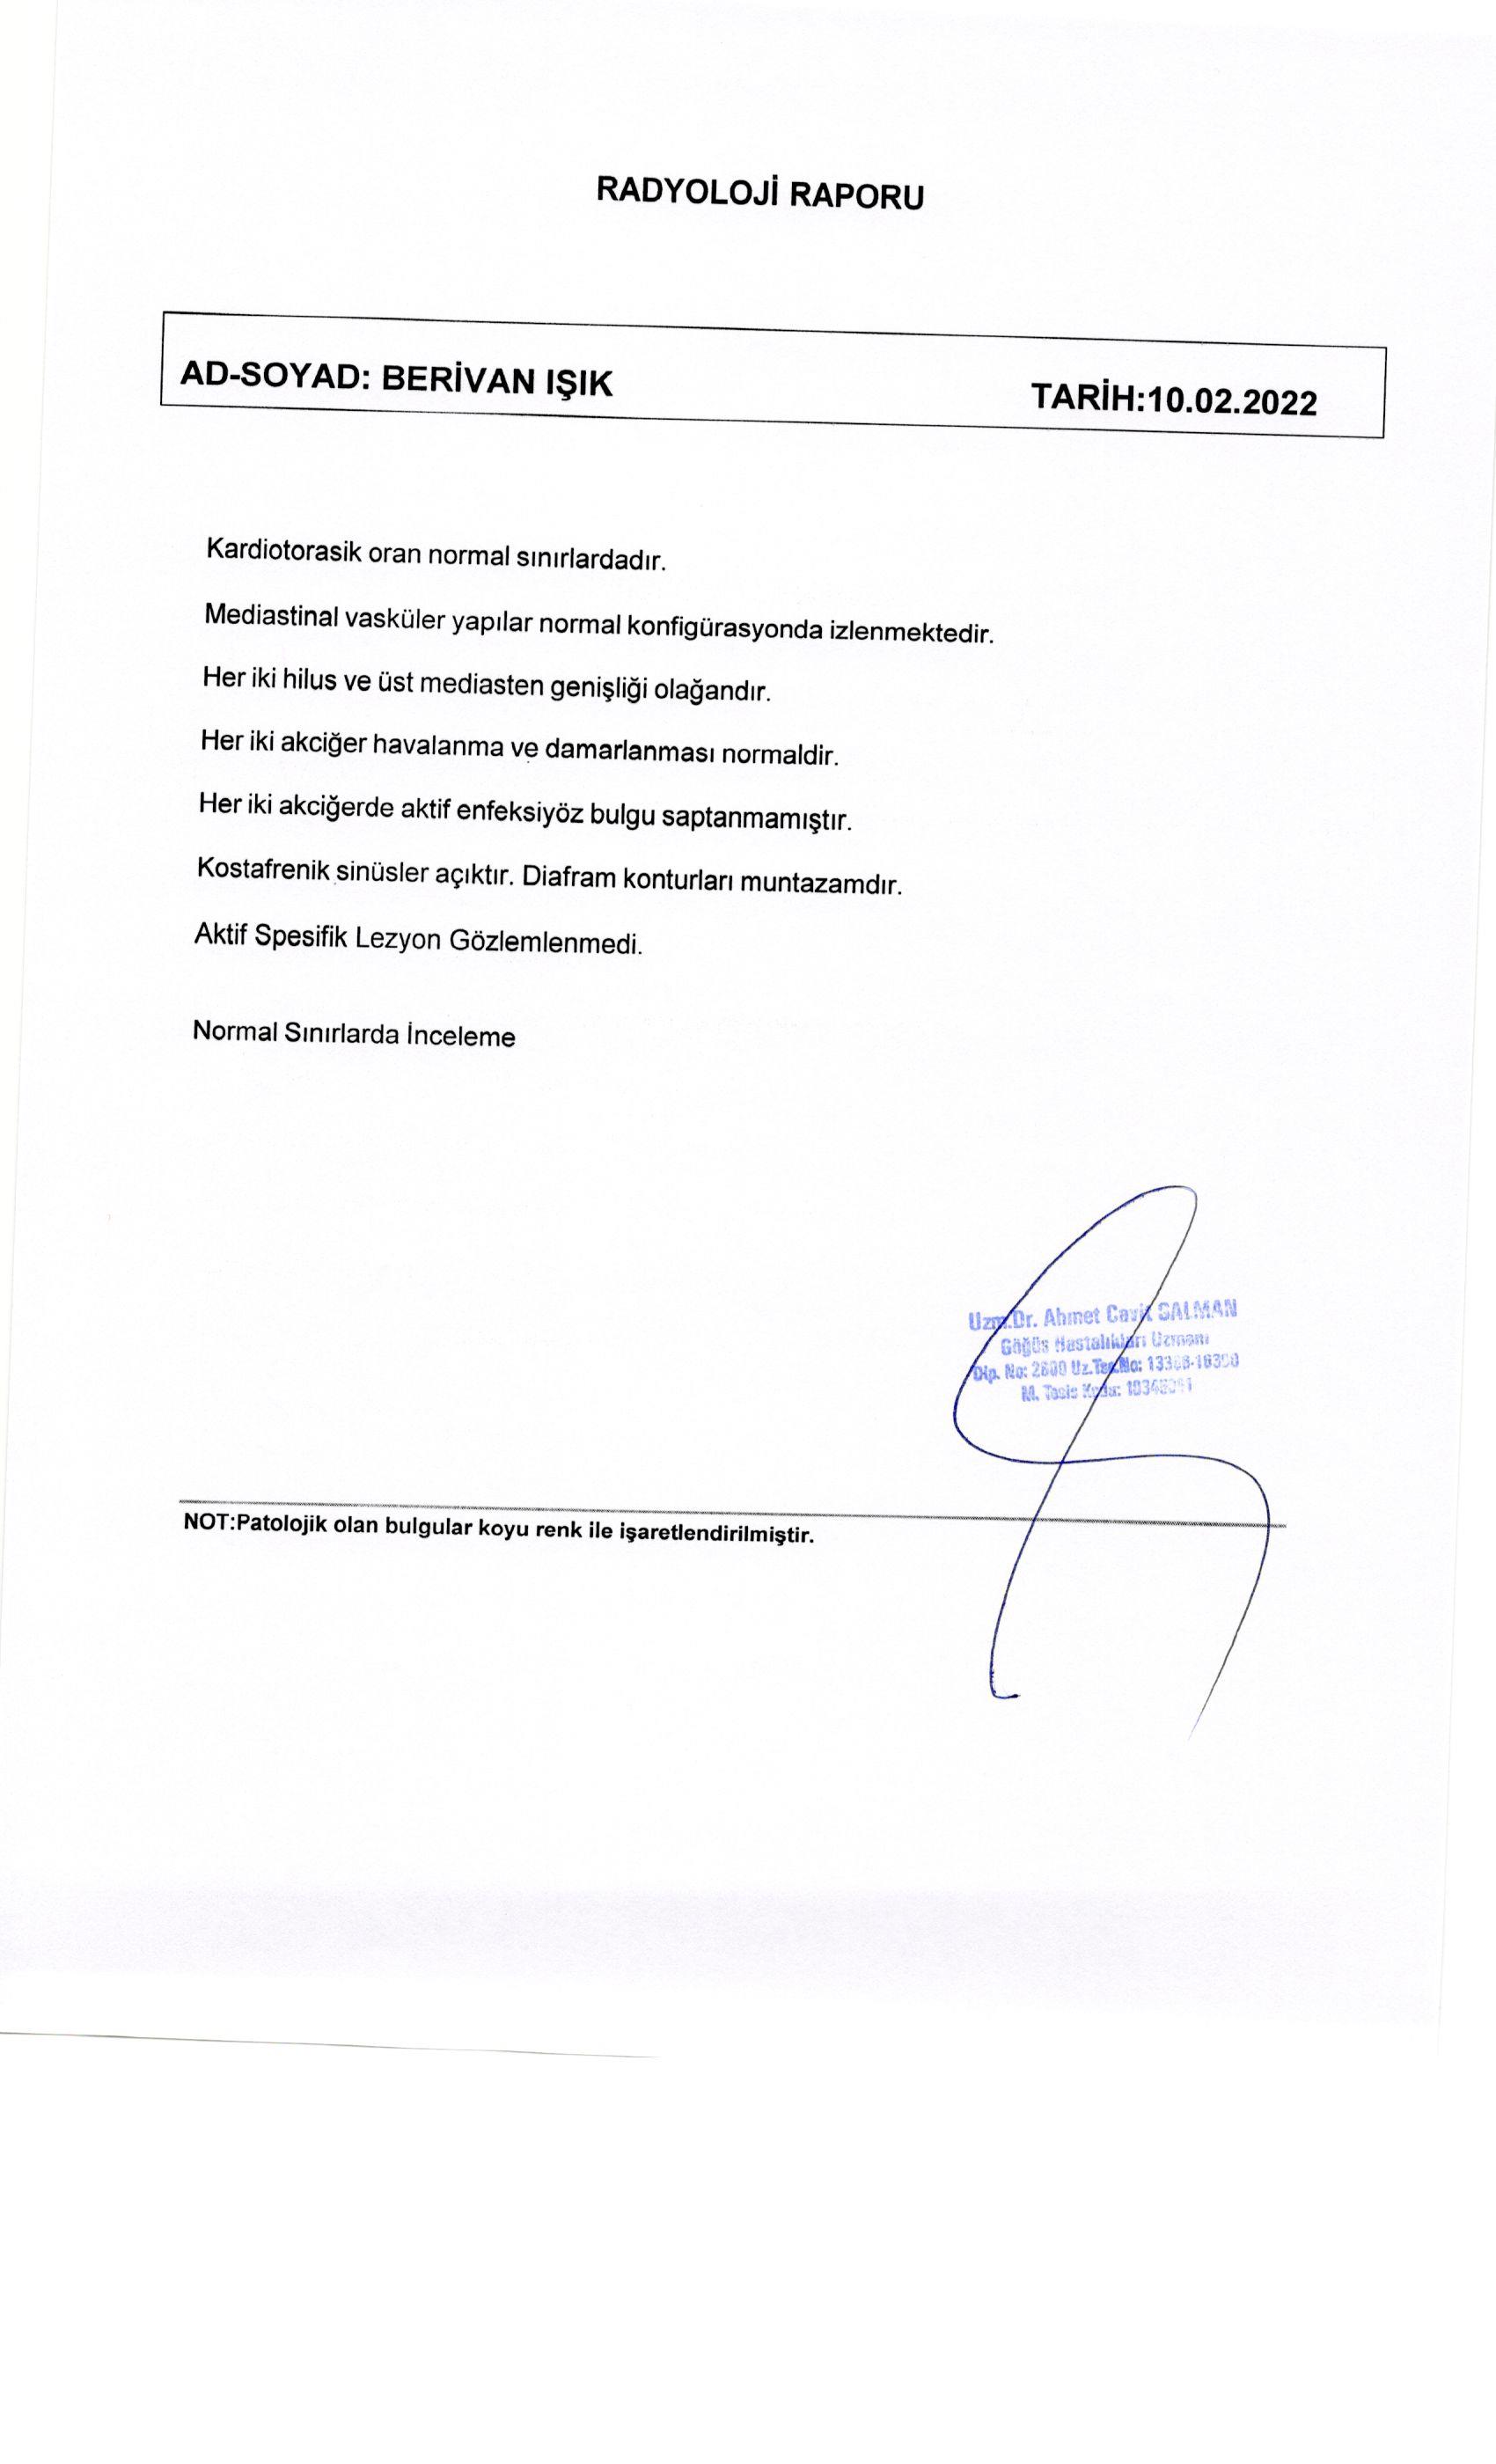 RADYOLOJİ RAPORU
AD-SOYAD: BERİVAN IŞIK TARİH:10.02.2022
Kardiotorasik oran normal sınırlardadır.
Mediastinal vasküler yapılar normal konfigürasyonda izlenmektedir.
Her iki hilus ve üst mediasten genişliği olağandır.
Her iki akciğer havalanma ve damarlanması normaldir.
Her iki akciğerde aktif enfeksiyöz bulgu saptanmamıştır.
Kostafrenik sinüsler açıktır. Diafram konturları muntazamdır.
Aktif Spesifik Lezyon Gözlemlenmedi.
Normal Sınırlarda İnceleme
Uzm.Dr. Ahmet Cavit SALMAN
Göğüs Hastalıkları Uzmanı
Dip. No: Uz.Tes.No:
M. Tesis Kodu:
NOT:Patolojik olan bulgular koyu renk ile işaretlendirilmiştir.